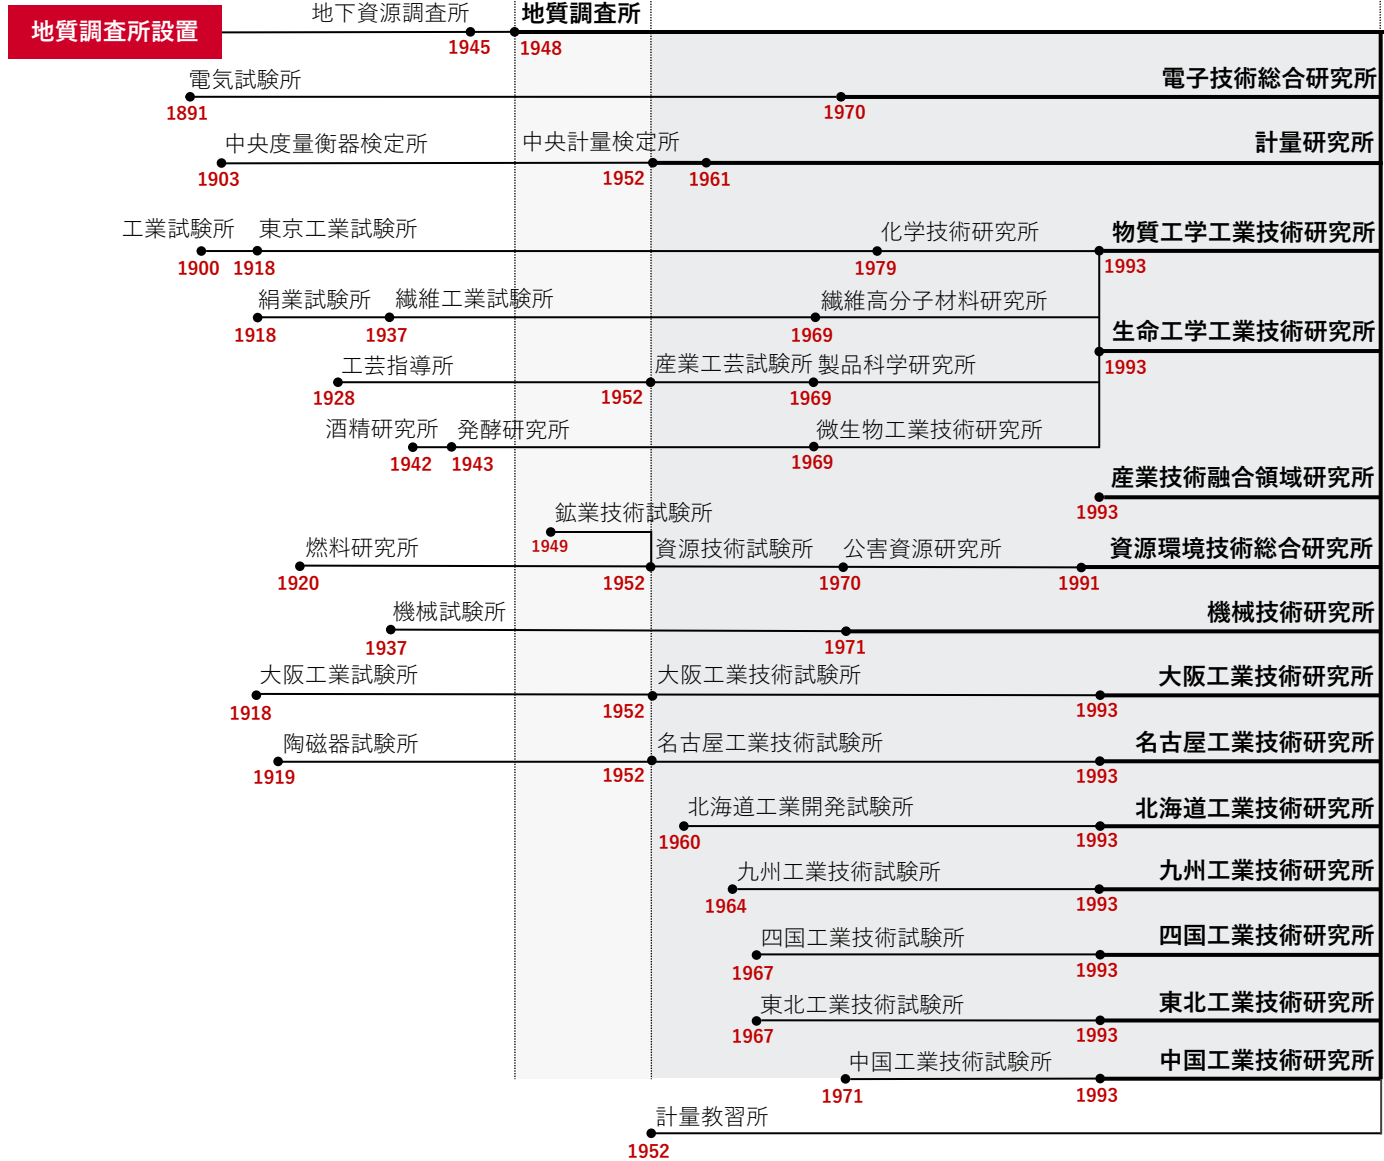 地質調査所設置
地下資源調査所
1945
地質調査所
1948
電気試験所
1891
電子技術総合研究所
1970
中央度量衡器検定所
1903
中央計量検定所
1952
1961
計量研究所
工業試験所
1900
東京工業試験所
1918
化学技術研究所
1979
物質工学工業技術研究所
1993
絹業試験所
1918
繊維工業試験所
1937
繊維高分子材料研究所
1969
生命工学工業技術研究所
1993
工芸指導所
1928
産業工芸試験所
1952
製品科学研究所
1969
酒精研究所
1942
発酵研究所
1943
微生物工業技術研究所
1969
産業技術融合領域研究所
1993
鉱業技術試験所
1949
燃料研究所
1920
資源技術試験所
1952
公害資源研究所
1970
資源環境技術総合研究所
1991
機械試験所
1937
機械技術研究所
1971
大阪工業試験所
1918
大阪工業技術試験所
1952
大阪工業技術研究所
1993
陶磁器試験所
1919
名古屋工業技術試験所
1952
名古屋工業技術研究所
1993
北海道工業開発試験所
1960
北海道工業技術研究所
1993
九州工業技術試験所
1964
九州工業技術研究所
1993
四国工業技術試験所
1967
四国工業技術研究所
1993
東北工業技術試験所
1967
東北工業技術研究所
1993
中国工業技術試験所
1971
中国工業技術研究所
1993
計量教習所
1952